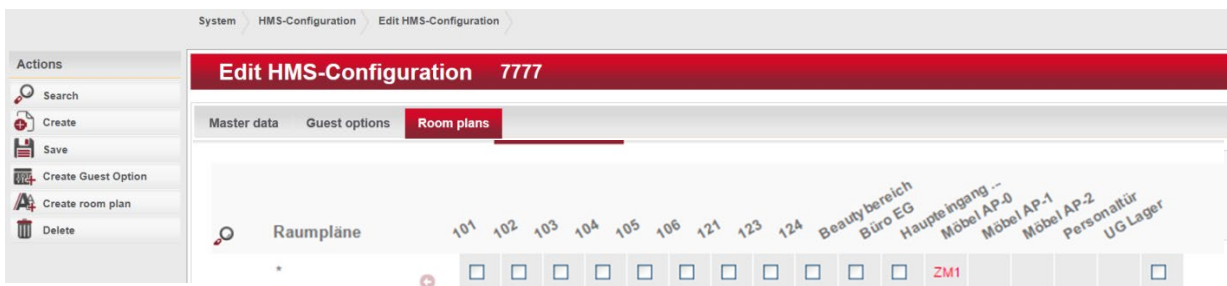 System HMS-Configuration Edit HMS-Configuration
Actions
Search
Create
Save
Create Guest Option
Create room plan
Delete
Edit HMS-Configuration 7777
Master data Guest options Room plans
Raumpläne 101 102 103 104 105 106 121 123 124 Beautybereich Büro EG Haupteingang ... Möbel AP-0 Möbel AP-1 Möbel AP-2 Personaltür UG Lager
* ZM1